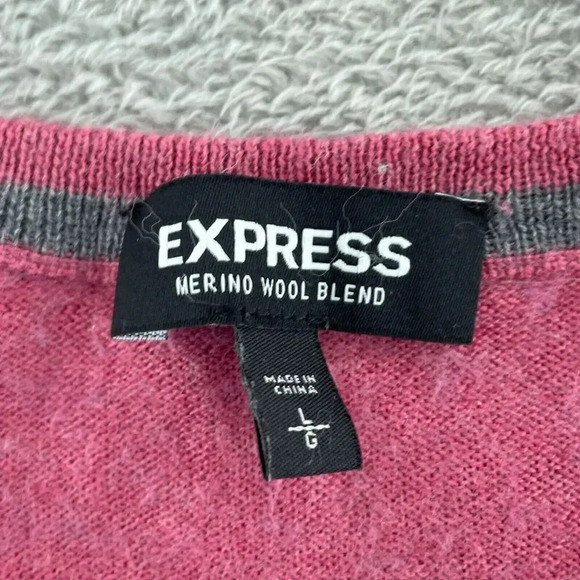 EXPRESS
MERINO WOOL BLEND
MADE IN
CHINA
L
G